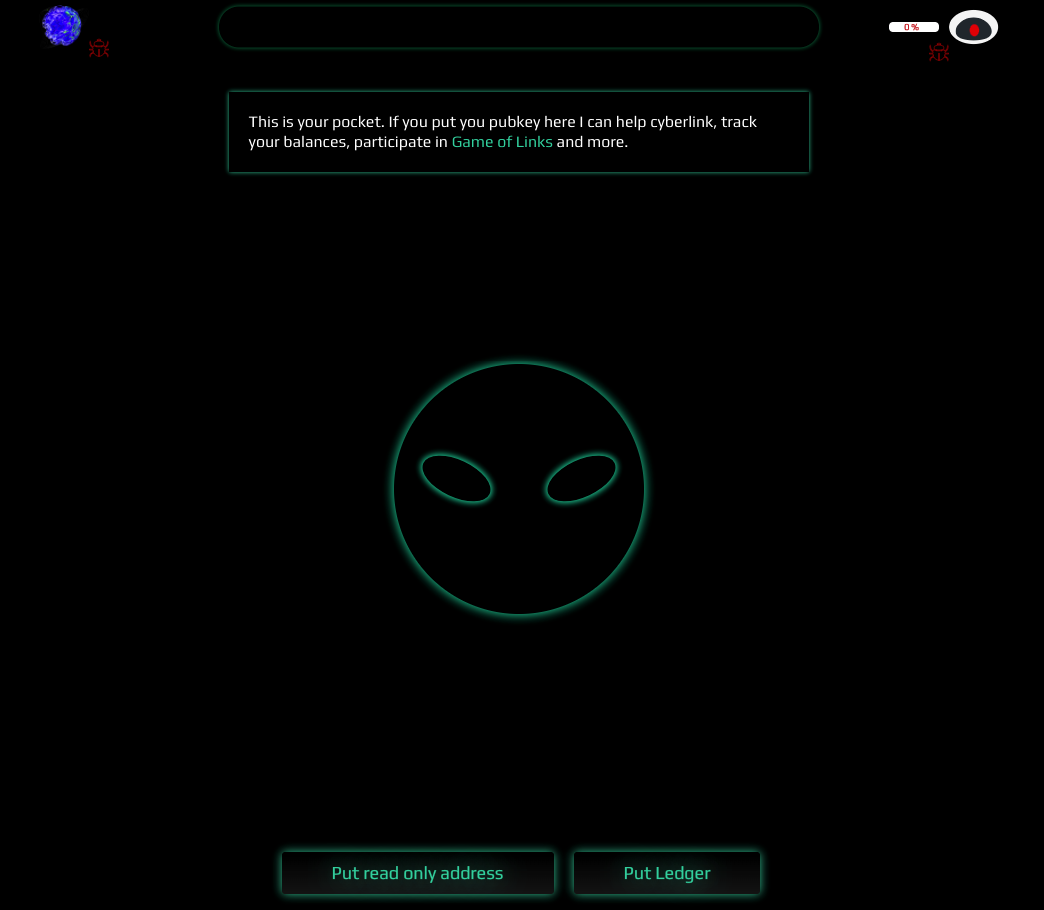 0 %
This is your pocket. If you put you pubkey here I can help cyberlink, track
your balances, participate in Game of Links and more.
Put read only address
Put Ledger